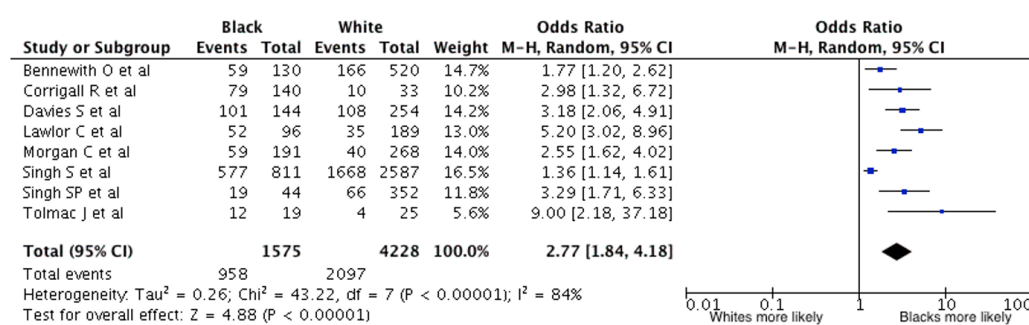 Black White Odds Ratio Odds Ratio
Study or Subgroup Events Total Events Total Weight M-H, Random, 95% CI M-H, Random, 95% CI
Bennewith O et al 59 130 166 520 14.7% 1.77 [1.20, 2.62]
Corrigall R et al 79 140 10 33 10.2% 2.98 [1.32, 6.72]
Davies S et al 101 144 108 254 14.2% 3.18 [2.06, 4.91]
Lawlor C et al 52 96 35 189 13.0% 5.20 [3.02, 8.96]
Morgan C et al 59 191 40 268 14.0% 2.55 [1.62, 4.02]
Singh S et al 577 811 1668 2587 16.5% 1.36 [1.14, 1.61]
Singh SP et al 19 44 66 352 11.8% 3.29 [1.71, 6.33]
Tolmac J et al 12 19 4 25 5.6% 9.00 [2.18, 37.18]
Total (95% CI) 1575 4228 100.0% 2.77 [1.84, 4.18]
Total events 958 2097
Heterogeneity: Tau² = 0.26; Chi² = 43.22, df = 7 (P < 0.00001); I² = 84%
Test for overall effect: Z = 4.88 (P < 0.00001)
0.01 0.1 1 10 100
Whites more likely Blacks more likely